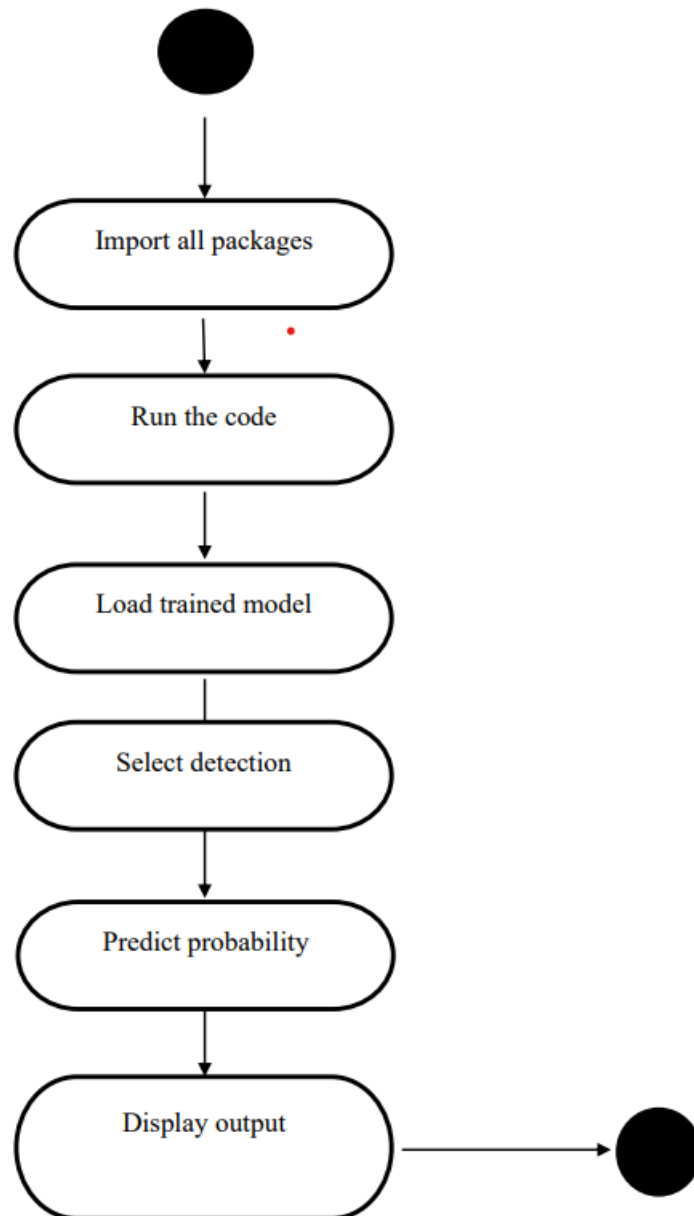 Import all packages
Run the code
Load trained model
Select detection
Predict probability
Display output